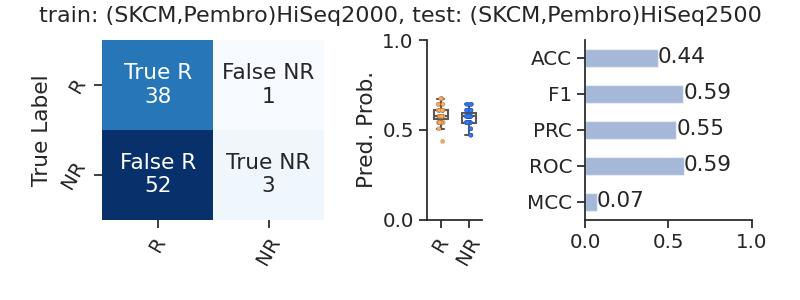 train: (SKCM,Pembro)HiSeq2000, test: (SKCM,Pembro)HiSeq2500
True Label
R
NR
True R
38
False NR
1
False R
52
True NR
3
R
NR
Pred. Prob.
1.0
0.5
0.0
R
NR
ACC
0.44
F1
0.59
PRC
0.55
ROC
0.59
MCC
0.07
0.0
0.5
1.0